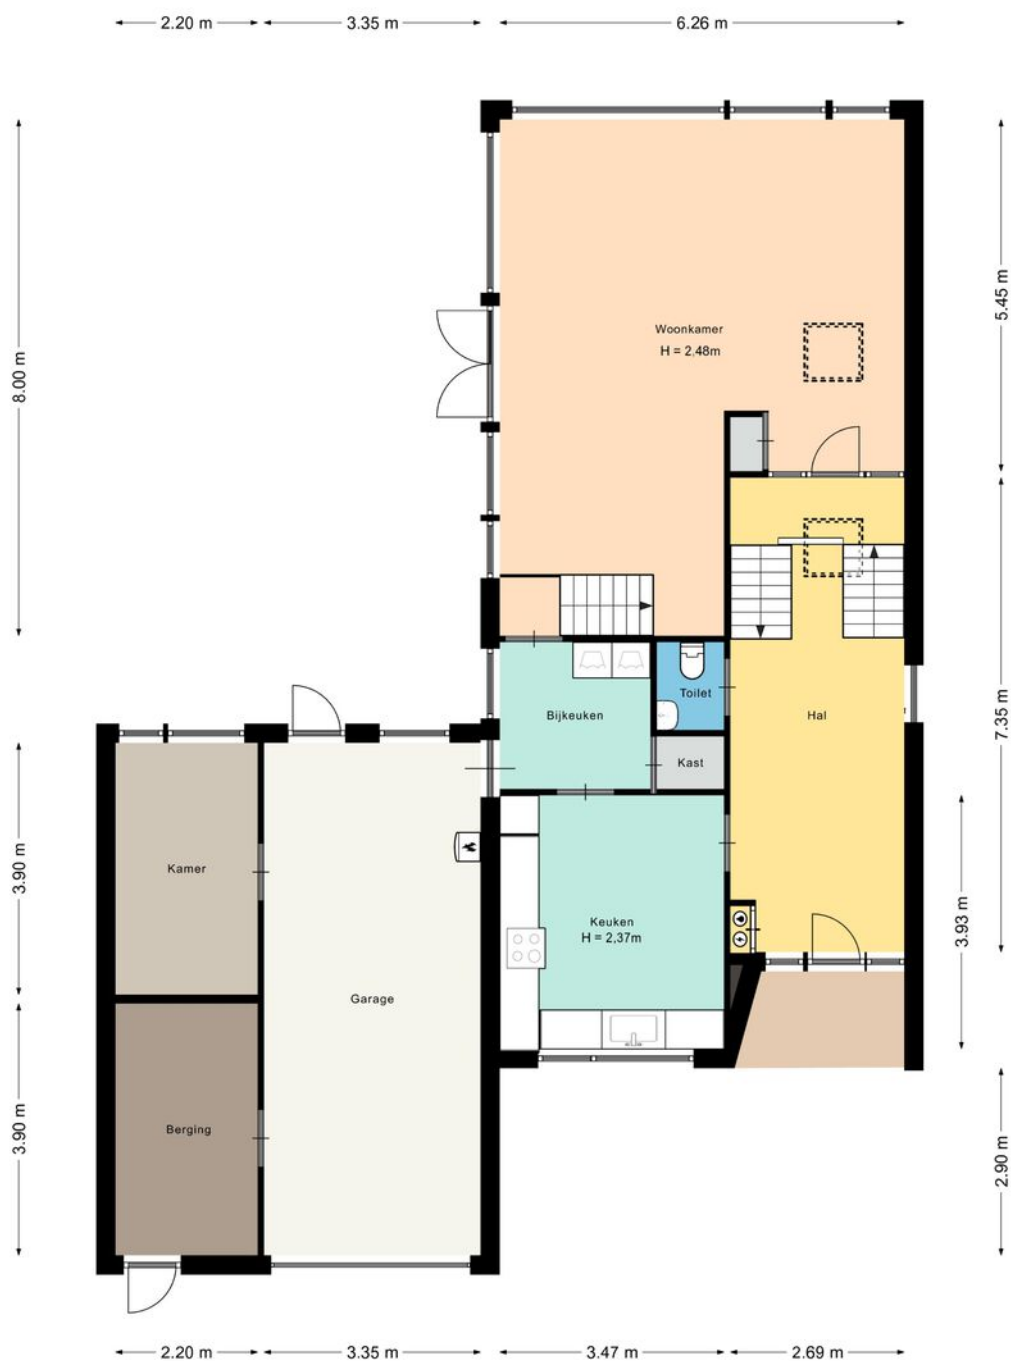 2.20 m
3.35 m
6.26 m
8.00 m
5.45 m
Woonkamer
H = 2.48m
Toilet
Bijkeuken
Hal
7.35 m
Kast
Kamer
3.90 m
Keuken
H = 2,37m
3.93 m
Garage
Berging
3.90 m
2.90 m
2.20 m
3.35 m
3.47 m
2.69 m